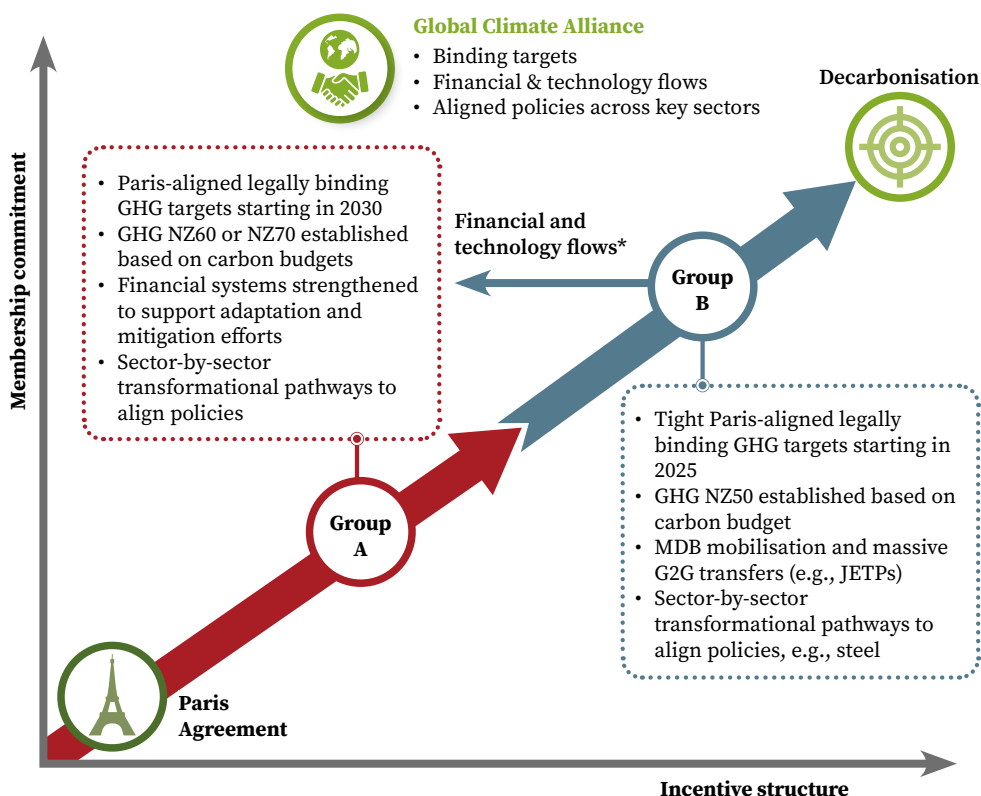 Global Climate Alliance
• Binding targets
• Financial & technology flows
• Aligned policies across key sectors
Decarbonisation
Membership commitment
• Paris-aligned legally binding
GHG targets starting in 2030
• GHG NZ60 or NZ70 established
based on carbon budgets
• Financial systems strengthened
to support adaptation and
mitigation efforts
• Sector-by-sector
transformational pathways to
align policies
Financial and
technology flows*
Group
B
• Tight Paris-aligned legally
binding GHG targets starting in
2025
• GHG NZ50 established based on
carbon budget
• MDB mobilisation and massive
G2G transfers (e.g., JETPs)
• Sector-by-sector
transformational pathways to
align policies, e.g., steel
Group
A
Paris
Agreement
Incentive structure